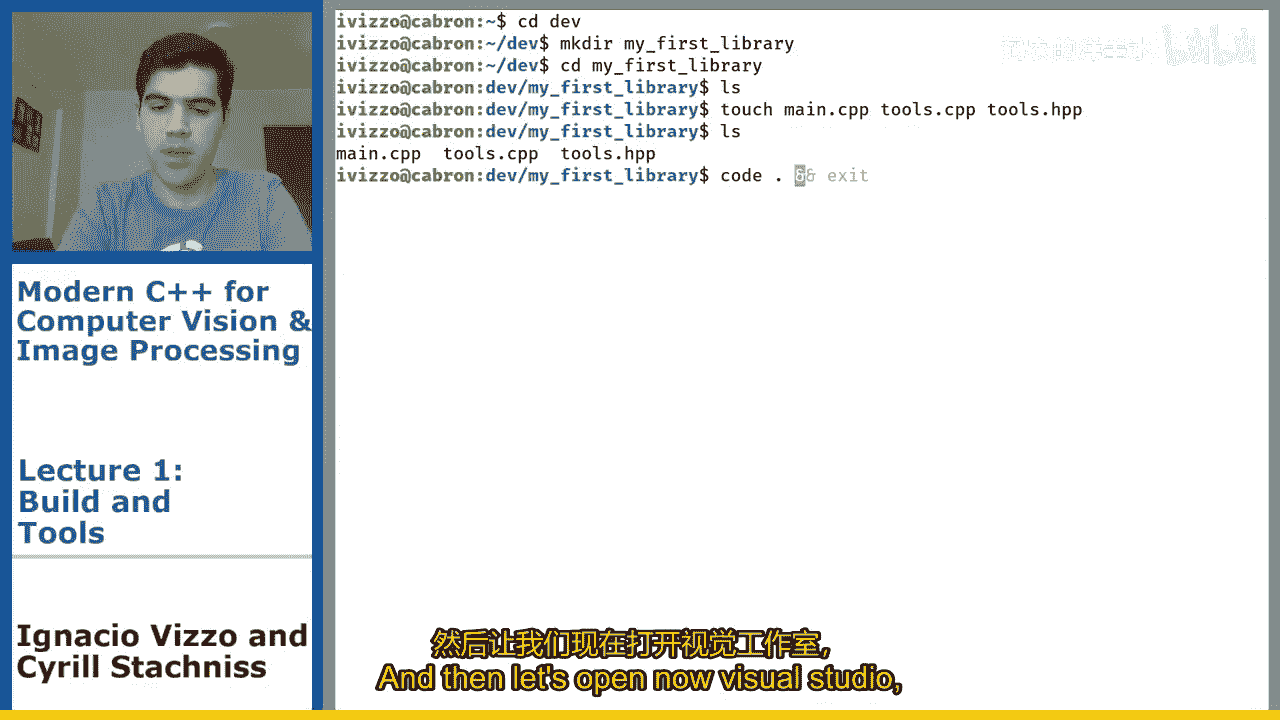 ivizzo@cabron:~$ cd dev
ivizzo@cabron:~/dev$ mkdir my_first_library
ivizzo@cabron:~/dev$ cd my_first_library
ivizzo@cabron:dev/my_first_library$ ls
ivizzo@cabron:dev/my_first_library$ touch main.cpp tools.cpp tools.hpp
ivizzo@cabron:dev/my_first_library$ ls
main.cpp  tools.cpp  tools.hpp
ivizzo@cabron:dev/my_first_library$ code . && exit
Modern C++ for
Computer Vision &
Image Processing
Lecture 1:
Build and
Tools
Ignacio Vizzo and
Cyrill Stachniss
然后让我们现在打开视觉工作室，
And then let's open now visual studio,